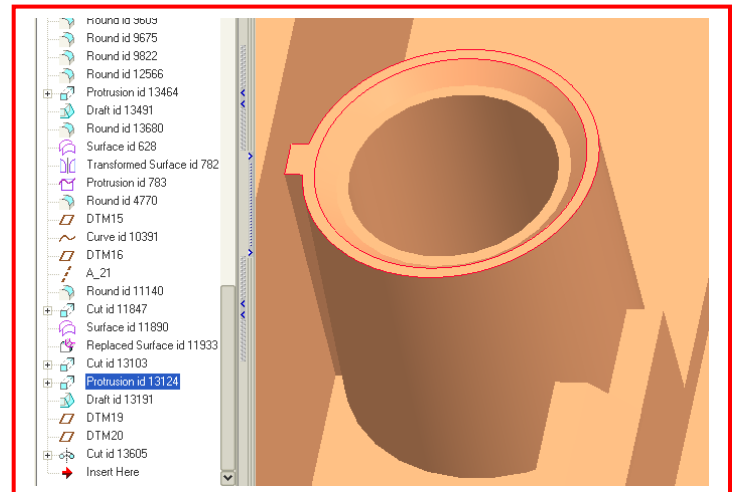 Round id 9609
Round id 9675
Round id 9822
Round id 12566
Protrusion id 13464
Draft id 13491
Round id 13680
Surface id 628
Transformed Surface id 782
Protrusion id 783
Round id 4770
DTM15
Curve id 10391
DTM16
A_21
Round id 11140
Cut id 11847
Surface id 11890
Replaced Surface id 11933
Cut id 13103
Protrusion id 13124
Draft id 13191
DTM19
DTM20
Cut id 13605
Insert Here